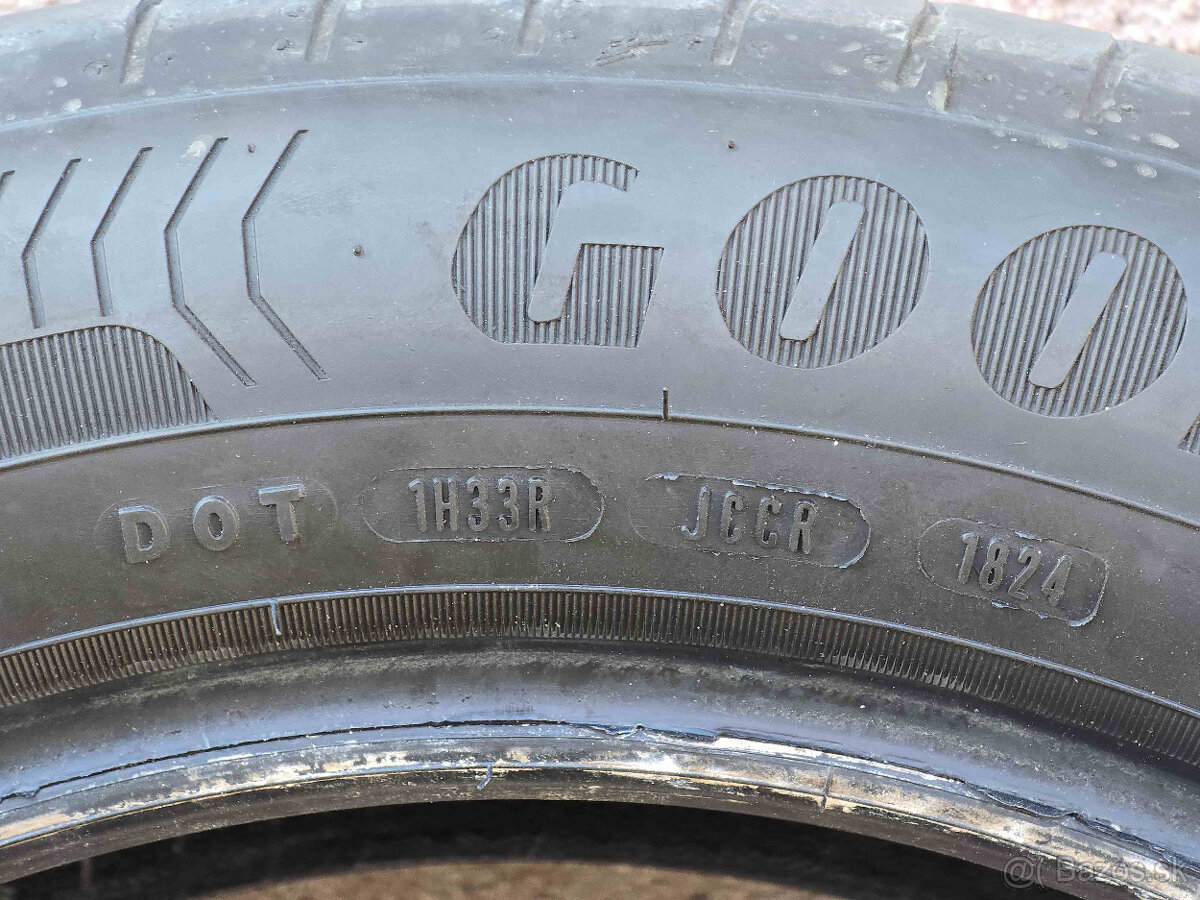 GOO
DOT 1H33R JCCR 1824
@( Bazos.sk